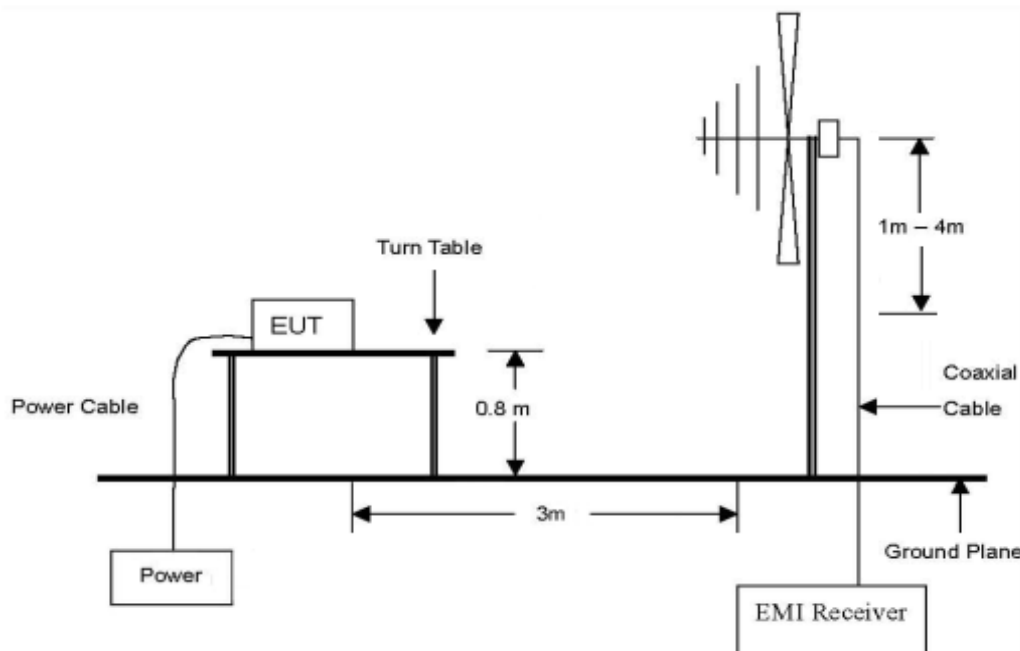 1m – 4m
Turn Table
EUT
Coaxial
Cable
Power Cable
0.8 m
3m
Ground Plane
Power
EMI Receiver